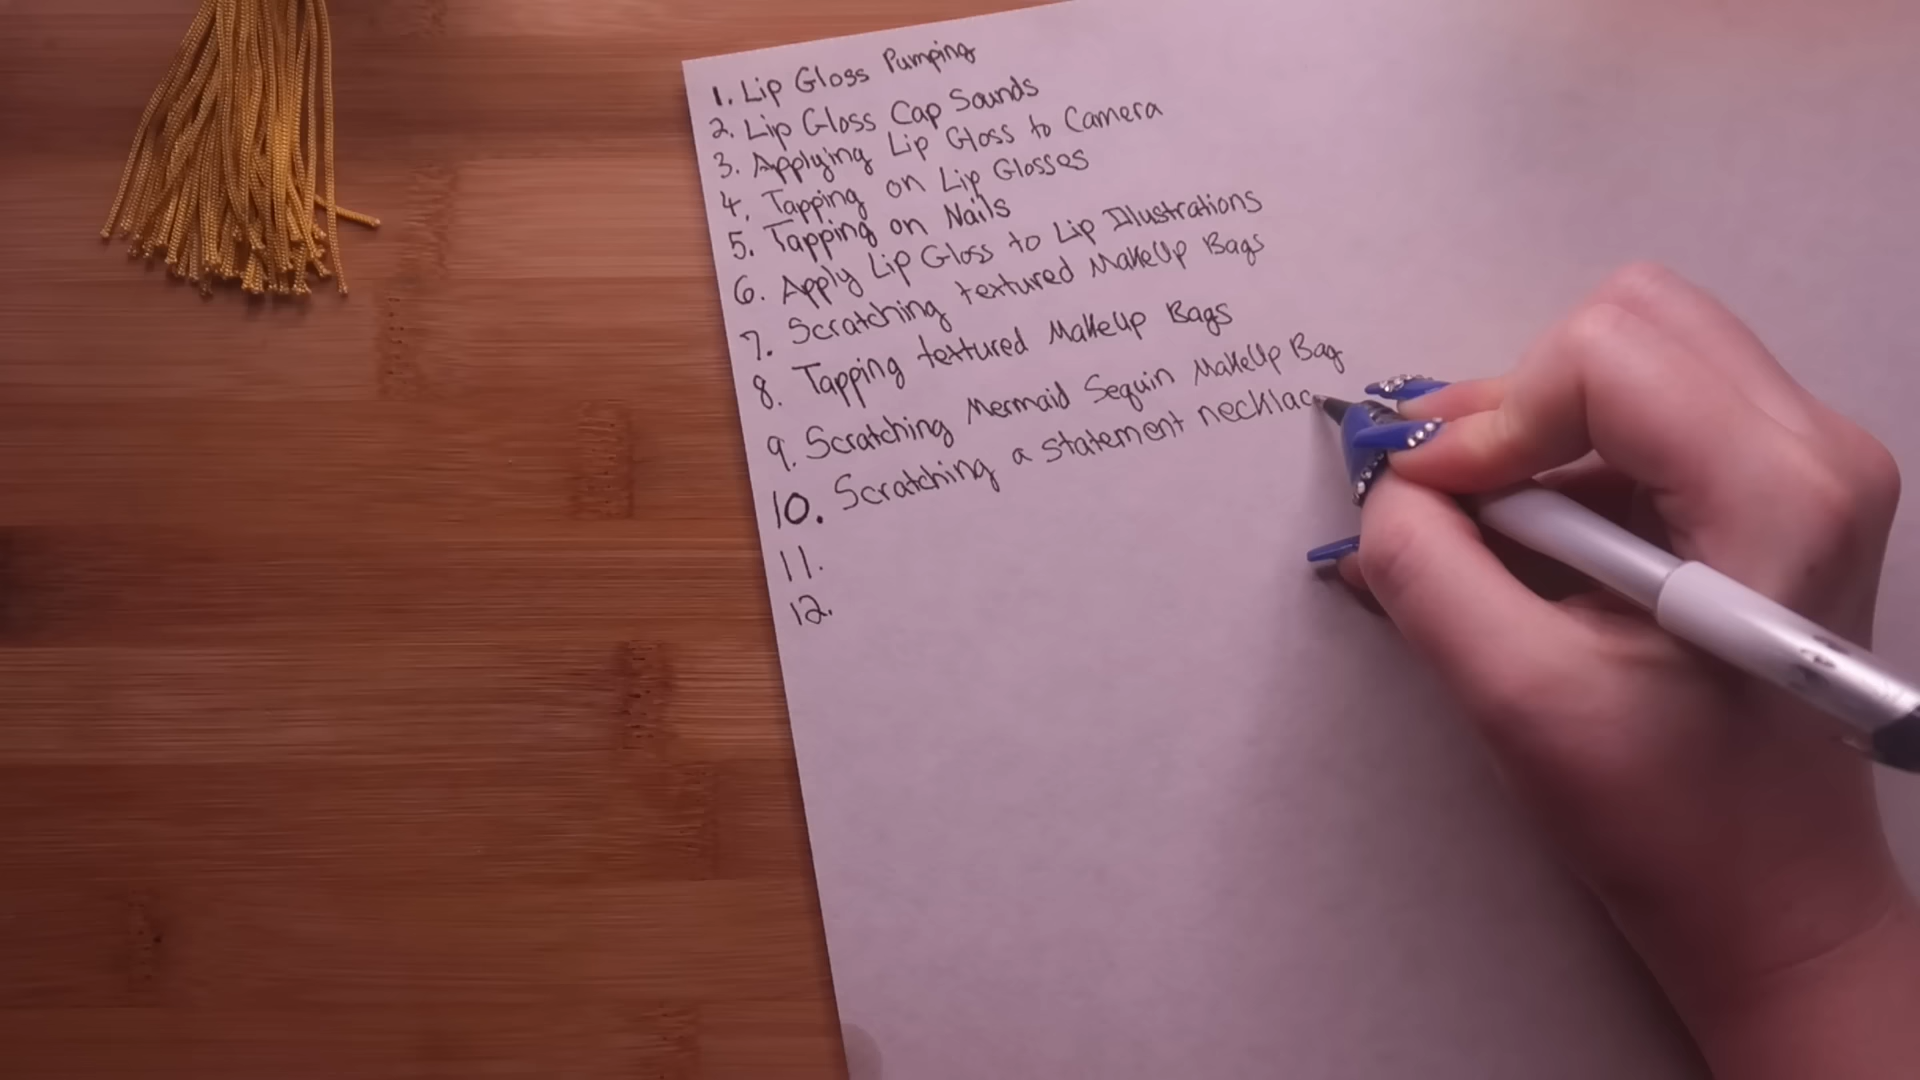 1. Lip Gloss Pumping
2. Lip Gloss Cap Sounds
3. Applying Lip Gloss to Camera
4. Tapping on Lip Glosses
5. Tapping on Nails
6. Apply Lip Gloss to Lip Illustrations
7. Scratching textured MakeUp Bags
8. Tapping textured MakeUp Bags
9. Scratching Mermaid Sequin MakeUp Bag
10. Scratching a statement necklac
11.
12.